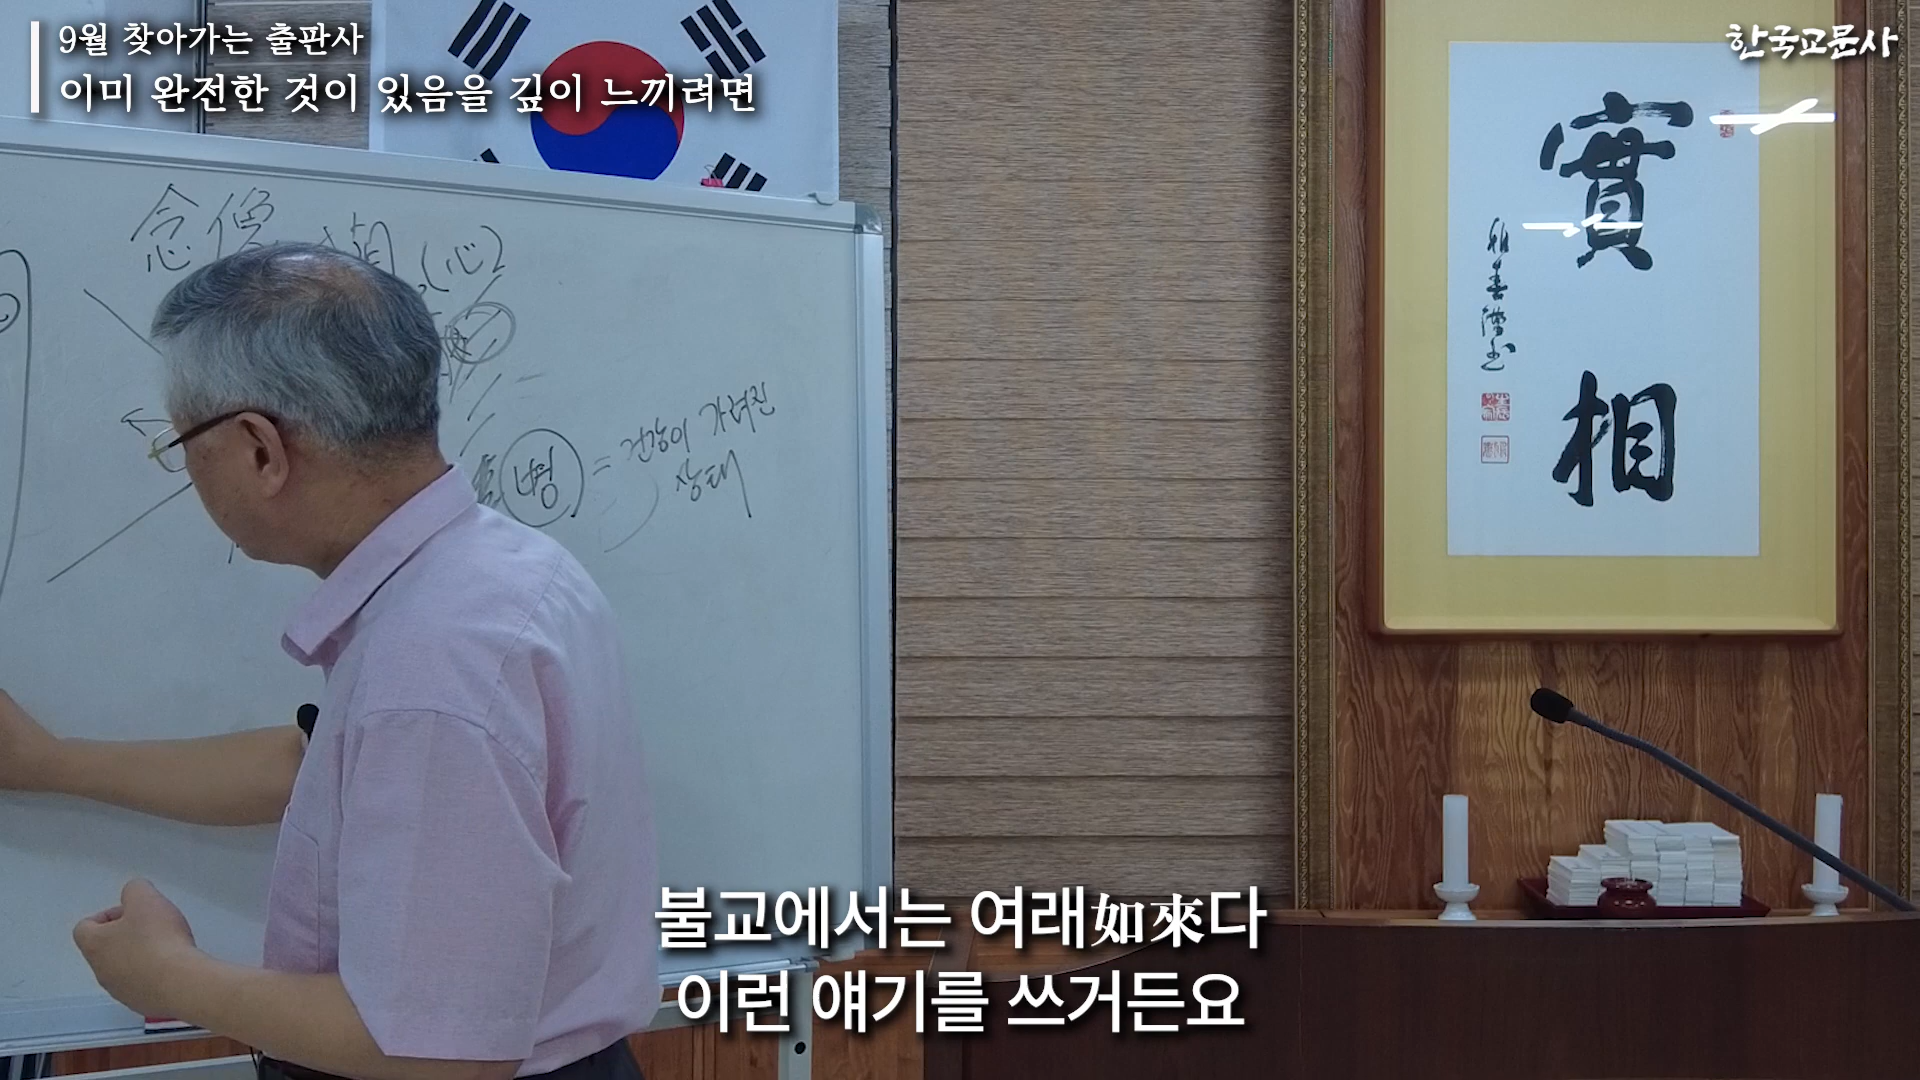 9월 찾아가는 출판사
이미 완전한 것이 있음을 깊이 느끼려면
한국교문사
念僧
(心)
병 = 건강이 가려진
상태
實
相
불교에서는 여래如來다
이런 얘기를 쓰거든요